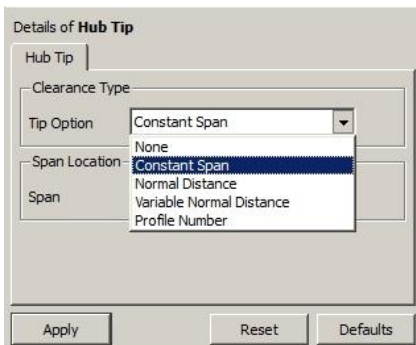 Details of Hub Tip
Hub Tip
Clearance Type
Tip Option Constant Span
None
Span Location Constant Span
Normal Distance
Span Variable Normal Distance
Profile Number
Apply Reset Defaults